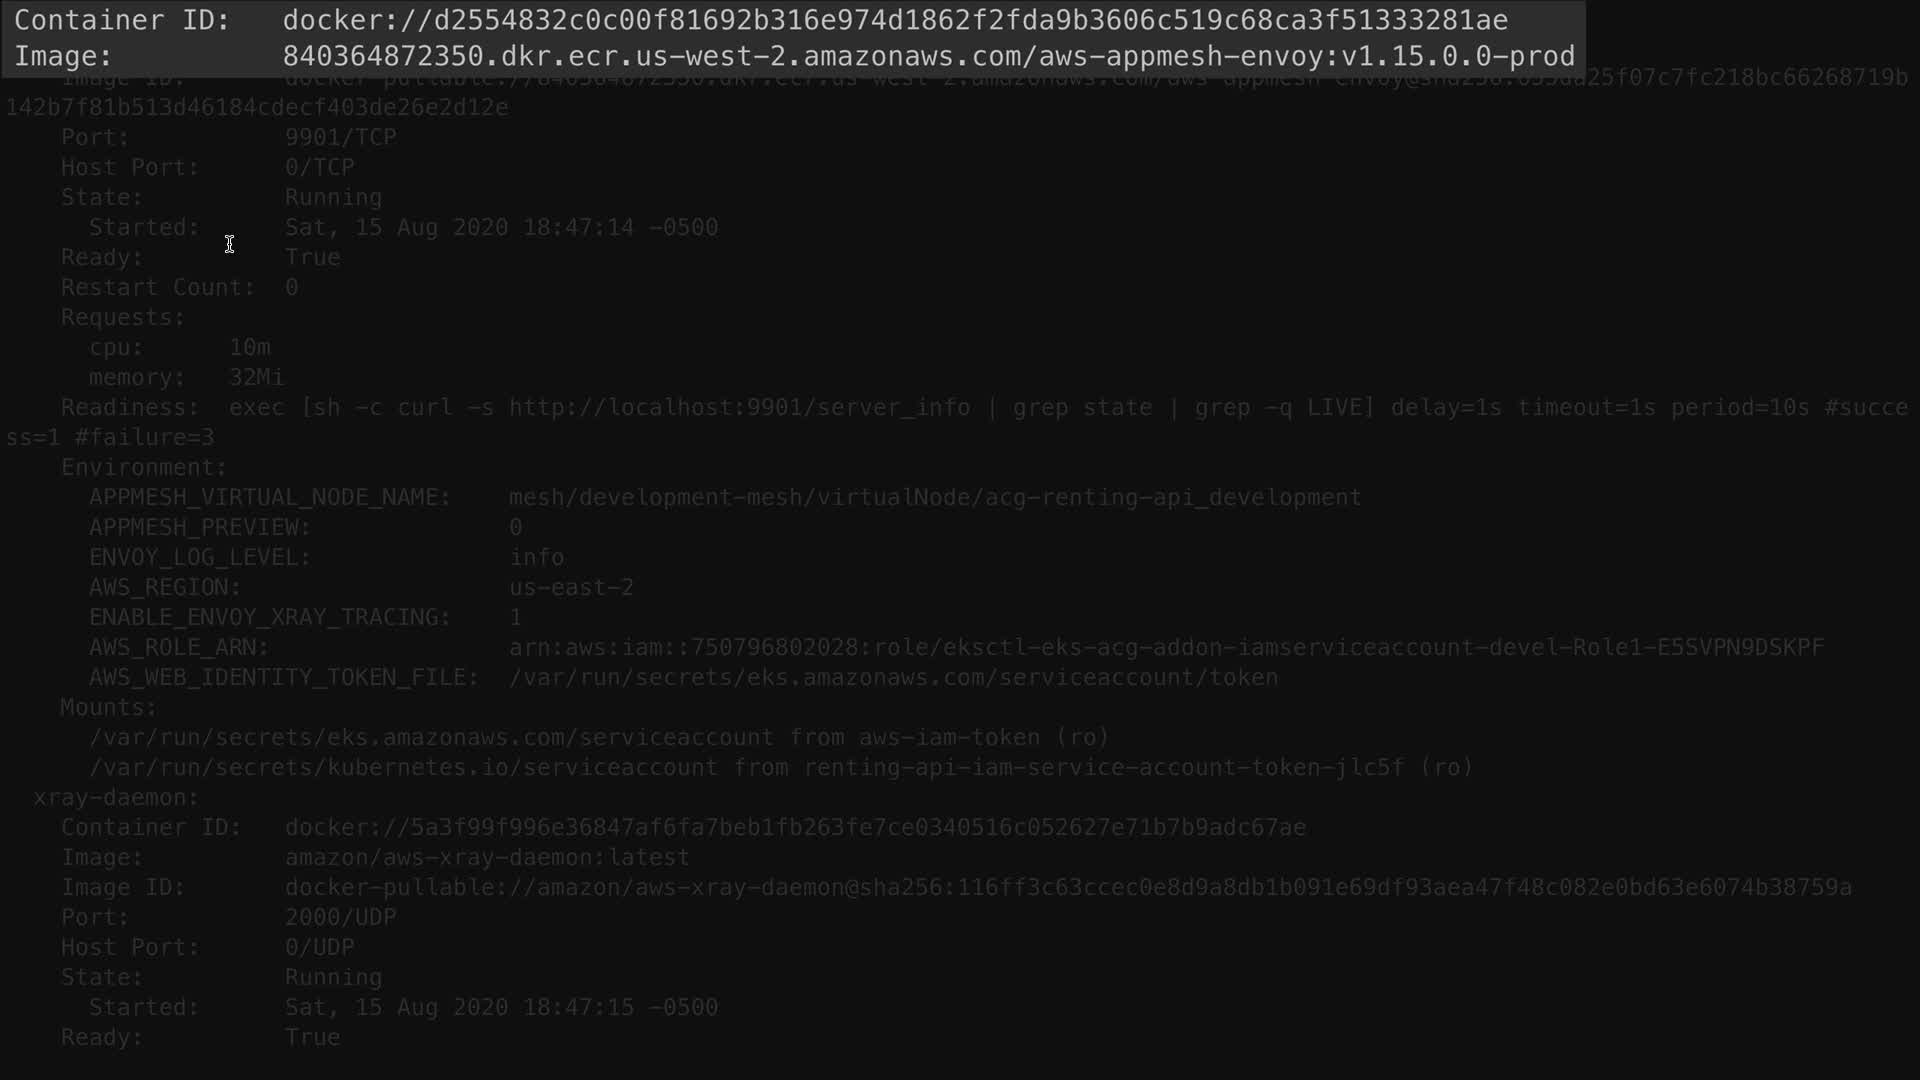 Container ID: docker://d2554832c0c00f81692b316e974d1862f2fda9b3606c519c68ca3f51333281ae
Image: 840364872350.dkr.ecr.us-west-2.amazonaws.com/aws-appmesh-envoy:v1.15.0.0-prod
Image ID:
142b7f81b513d46184cdecf403de26e2d12e
Port: 9901/TCP
Host Port: 0/TCP
State: Running
Started: Sat, 15 Aug 2020 18:47:14 -0500
Ready: True
Restart Count: 0
Requests:
cpu: 10m
memory: 32Mi
Readiness: exec [sh -c curl -s http://localhost:9901/server_info | grep state | grep -q LIVE] delay=1s timeout=1s period=10s #succe
ss=1 #failure=3
Environment:
APPMESH_VIRTUAL_NODE_NAME: mesh/development-mesh/virtualNode/acg-renting-api_development
APPMESH_PREVIEW: 0
ENVOY_LOG_LEVEL: info
AWS_REGION: us-east-2
ENABLE_ENVOY_XRAY_TRACING: 1
AWS_ROLE_ARN: arn:aws:iam::750796802028:role/eksctl-eks-acg-addon-iamserviceaccount-devel-Role1-E5SVPN9DSKPF
AWS_WEB_IDENTITY_TOKEN_FILE: /var/run/secrets/eks.amazonaws.com/serviceaccount/token
Mounts:
/var/run/secrets/eks.amazonaws.com/serviceaccount from aws-iam-token (ro)
/var/run/secrets/kubernetes.io/serviceaccount from renting-api-iam-service-account-token-jlc5f (ro)
xray-daemon:
Container ID: docker://5a3f99f996e36847af6fa7beb1fb263fe7ce0340516c052627e71b7b9adc67ae
Image: amazon/aws-xray-daemon:latest
Image ID: docker-pullable://amazon/aws-xray-daemon@sha256:116ff3c63ccec0e8d9a8db1b091e69df93aea47f48c082e0bd63e6074b38759a
Port: 2000/UDP
Host Port: 0/UDP
State: Running
Started: Sat, 15 Aug 2020 18:47:15 -0500
Ready: True